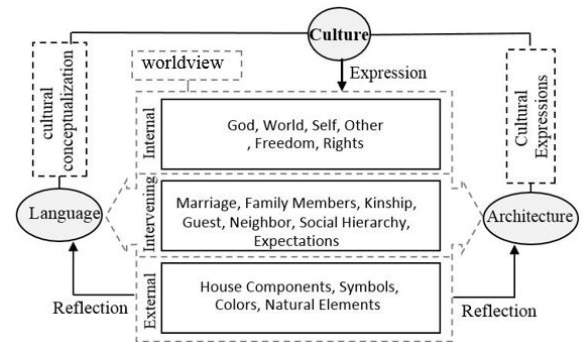 Culture
worldview
Expression
cultural
conceptualization
Cultural
Expressions
Internal
God, World, Self, Other
, Freedom, Rights
Language
Intervening
Marriage, Family Members, Kinship,
Guest, Neighbor, Social Hierarchy,
Expectations
Architecture
External
House Components, Symbols,
Colors, Natural Elements
Reflection
Reflection